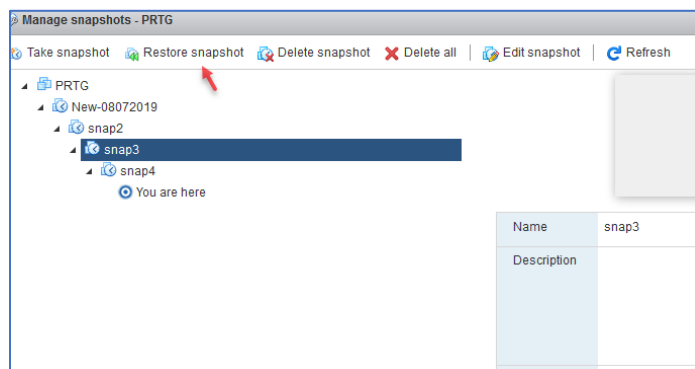 Manage snapshots - PRTG
Take snapshot Restore snapshot Delete snapshot Delete all Edit snapshot Refresh
PRTG
New-08072019
snap2
snap3
snap4
You are here
Name snap3
Description